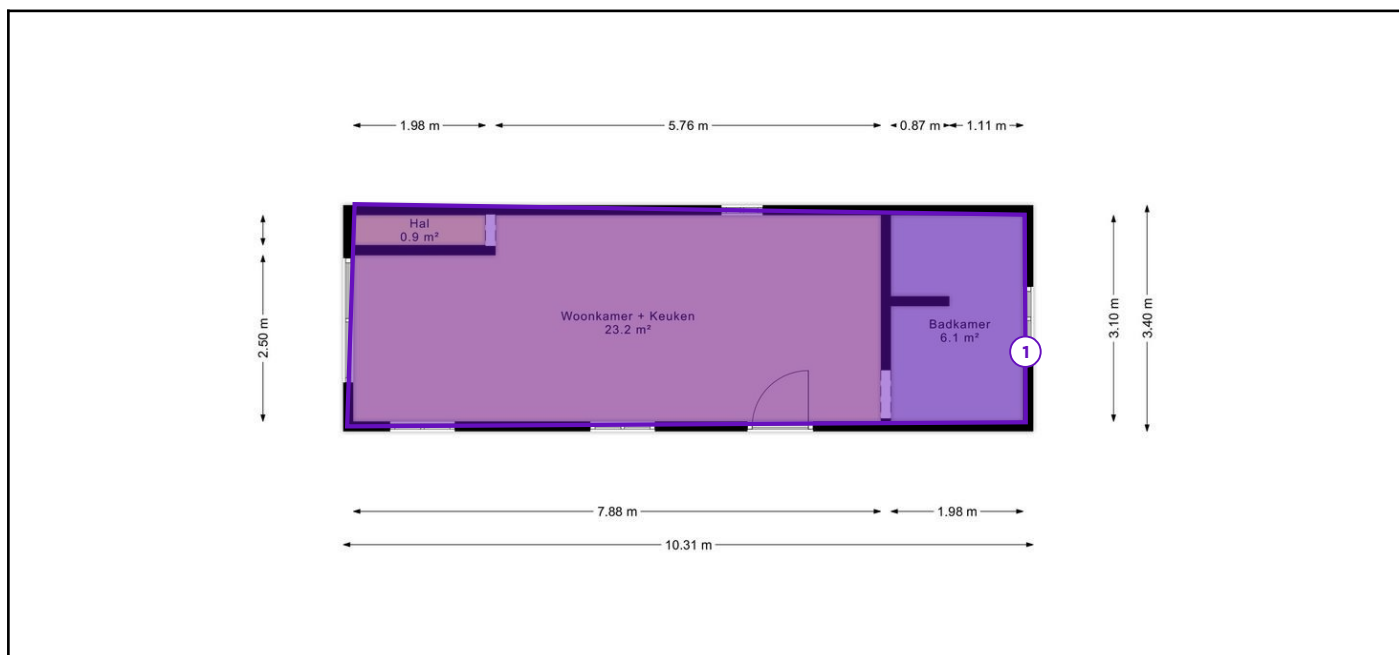 1.98 m
5.76 m
0.87 m
1.11 m
Hal
0.9 m²
Woonkamer + Keuken
23.2 m²
Badkamer
6.1 m²
1
2.50 m
3.10 m
3.40 m
7.88 m
1.98 m
10.31 m